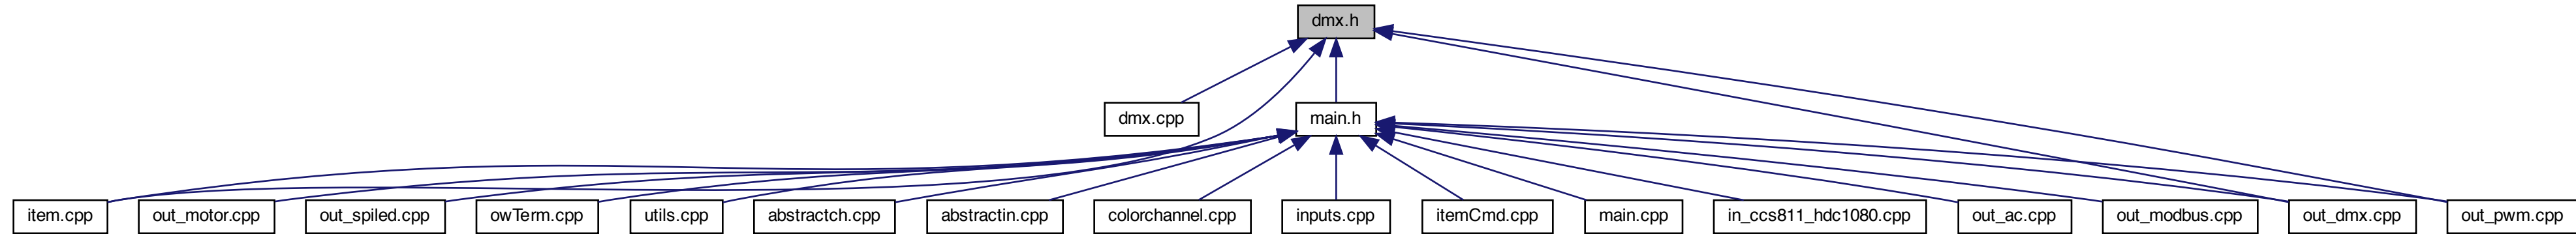 dmx.h
dmx.cpp
main.h
item.cpp
out_motor.cpp
out_spiled.cpp
owTerm.cpp
utils.cpp
abstractch.cpp
abstractin.cpp
colorchannel.cpp
inputs.cpp
itemCmd.cpp
main.cpp
in_ccs811_hdc1080.cpp
out_ac.cpp
out_modbus.cpp
out_dmx.cpp
out_pwm.cpp